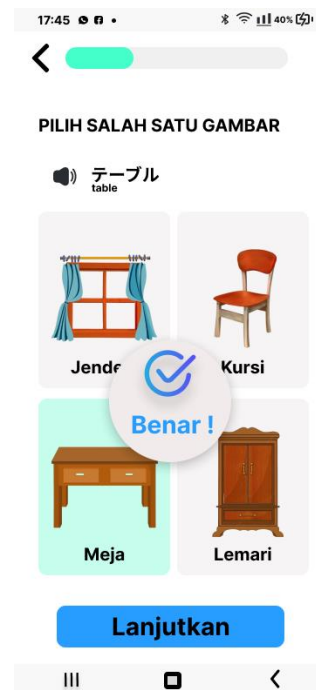 17:45
40%
PILIH SALAH SATU GAMBAR
テーブル
table
Jende
Kursi
Benar !
Meja
Lemari
Lanjutkan